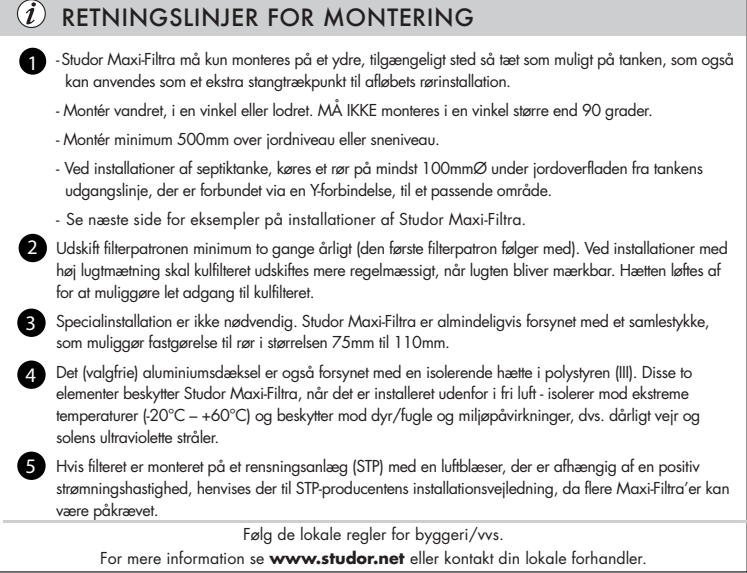 i RETNINGSLINJER FOR MONTERING
1 -Studor Maxi-Filtra må kun monteres på et ydre, tilgængeligt sted så tæt som muligt på tanken, som også
kan anvendes som et ekstra stangtrækpunkt til afløbets rørinstallation.
- Montér vandret, i en vinkel eller lodret. MÅ IKKE monteres i en vinkel større end 90 grader.
- Montér minimum 500mm over jordniveau eller sneniveau.
- Ved installationer af septiktanke, køres et rør på mindst 100mmØ under jordoverfladen fra tankens
udgangslinje, der er forbundet via en Y-forbindelse, til et passende område.
- Se næste side for eksempler på installationer af Studor Maxi-Filtra.
2 Udskift filterpatronen minimum to gange årligt (den første filterpatron følger med). Ved installationer med
høj lugtmætning skal kulfilteret udskiftes mere regelmæssigt, når lugten bliver mærkbar. Hætten løftes af
for at muliggøre let adgang til kulfilteret.
3 Specialinstallation er ikke nødvendig. Studor Maxi-Filtra er almindeligvis forsynet med et samlestykke,
som muliggør fastgørelse til rør i størrelsen 75mm til 110mm.
4 Det (valgfrie) aluminiumsdæksel er også forsynet med en isolerende hætte i polystyren (III). Disse to
elementer beskytter Studor Maxi-Filtra, når det er installeret udenfor i fri luft - isolerer mod ekstreme
temperaturer (-20°C – +60°C) og beskytter mod dyr/fugle og miljøpåvirkninger, dvs. dårligt vejr og
solens ultraviolette stråler.
5 Hvis filteret er monteret på et rensningsanlæg (STP) med en luftblæser, der er afhængig af en positiv
strømningshastighed, henvises der til STP-producentens installationsvejledning, da flere Maxi-Filtra'er kan
være påkrævet.
Følg de lokale regler for byggeri/vvs.
For mere information se www.studor.net eller kontakt din lokale forhandler.